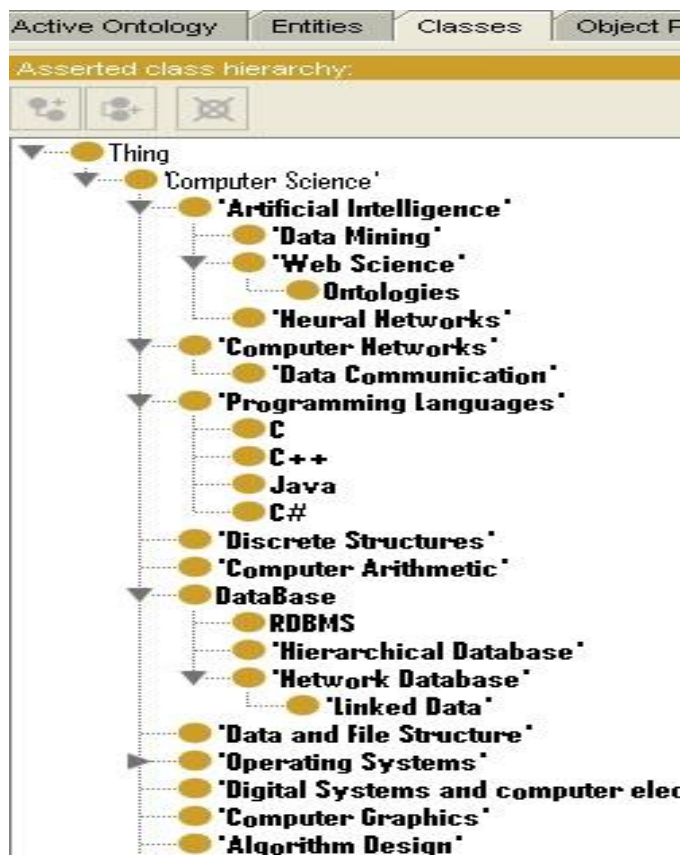 Active Ontology Entities Classes Object P
Asserted class hierarchy:
Thing
'Computer Science'
'Artificial Intelligence'
'Data Mining'
'Web Science'
Ontologies
'Neural Networks'
'Computer Networks'
'Data Communication'
'Programming Languages'
C
C++
Java
C#
'Discrete Structures'
'Computer Arithmetic'
DataBase
RDBMS
'Hierarchical Database'
'Network Database'
'Linked Data'
'Data and File Structure'
'Operating Systems'
'Digital Systems and computer elec
'Computer Graphics'
'Algorithm Design'